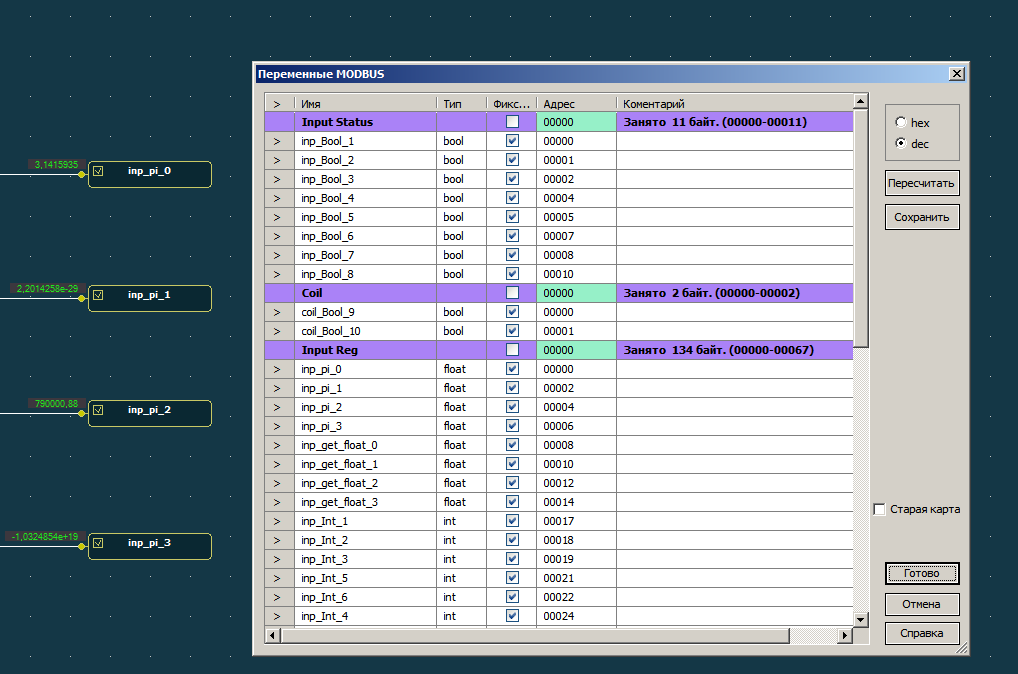 Переменные MODBUS
> Имя Тип Фикс... Адрес Коментарий
Input Status 00000 Занято 11 байт. (00000-00011)
> inp_Bool_1 bool 00000
> inp_Bool_2 bool 00001
> inp_Bool_3 bool 00002
> inp_Bool_4 bool 00004
> inp_Bool_5 bool 00005
> inp_Bool_6 bool 00007
> inp_Bool_7 bool 00008
> inp_Bool_8 bool 00010
Coil 00000 Занято 2 байт. (00000-00002)
> coil_Bool_9 bool 00000
> coil_Bool_10 bool 00001
Input Reg 00000 Занято 134 байт. (00000-00067)
> inp_pi_0 float 00000
> inp_pi_1 float 00002
> inp_pi_2 float 00004
> inp_pi_3 float 00006
> inp_get_float_0 float 00008
> inp_get_float_1 float 00010
> inp_get_float_2 float 00012
> inp_get_float_3 float 00014
> inp_Int_1 int 00017
> inp_Int_2 int 00018
> inp_Int_3 int 00019
> inp_Int_5 int 00021
> inp_Int_6 int 00022
> inp_Int_4 int 00024
hex
dec
Пересчитать
Сохранить
Старая карта
Готово
Отмена
Справка
3,1415935
inp_pi_0
2,2014258e-29
inp_pi_1
790000,88
inp_pi_2
-1,0324854e+19
inp_pi_3